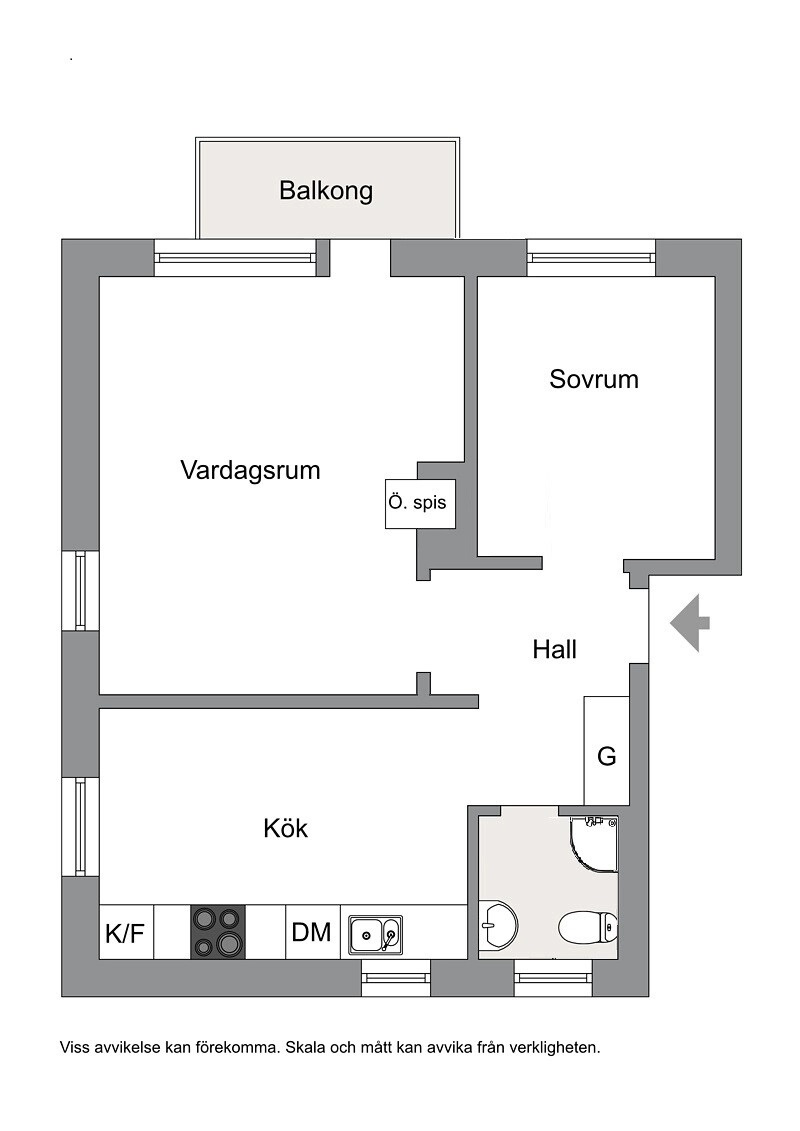 .
Balkong
Sovrum
Vardagsrum
Ö. spis
Hall
G
Kök
K/F
DM
Viss avvikelse kan förekomma. Skala och mått kan avvika från verkligheten.